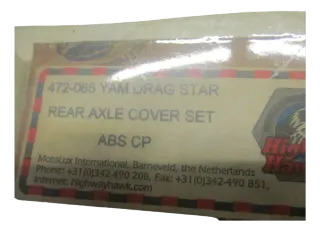 472-065 YAM DRAG STAR
REAR AXLE COVER SET
ABS CP
MotoLux International, Barneveld, the Netherlands
Phone: +31(0)342-490 208, Fax: +31(0)342-490 851,
Internet: highwayhawk.com